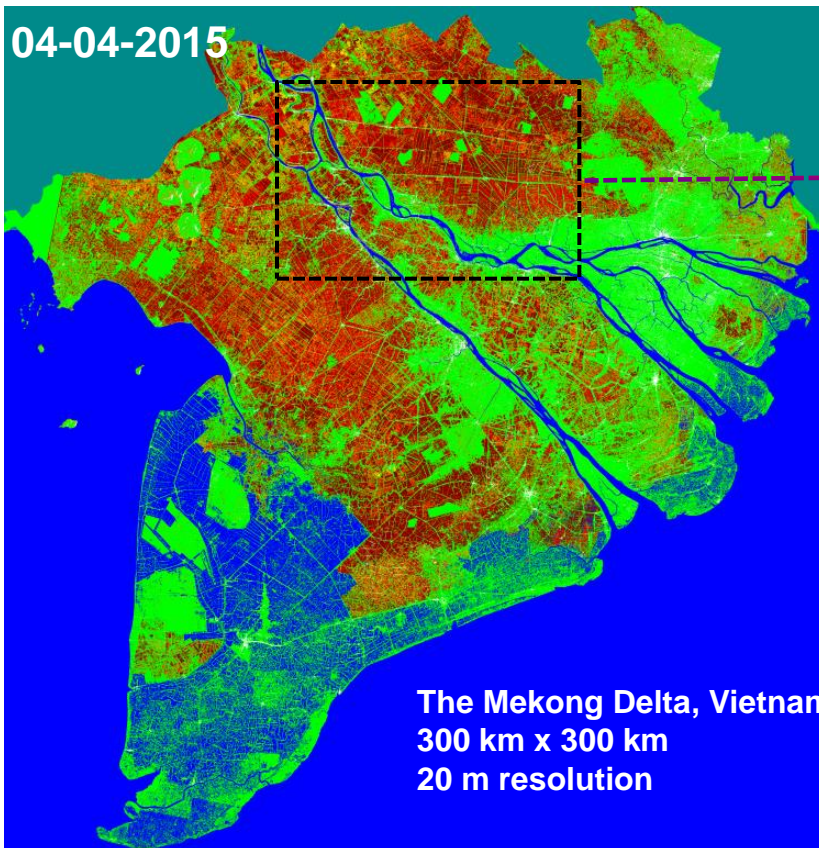 04-04-2015
The Mekong Delta, Vietnam
300 km x 300 km
20 m resolution